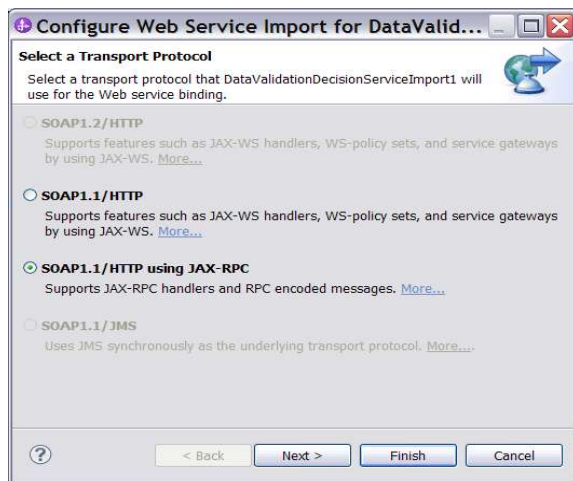 Configure Web Service Import for DataValid...
Select a Transport Protocol
Select a transport protocol that DataValidationDecisionServiceImport1 will
use for the Web service binding.
SOAP1.2/HTTP
Supports features such as JAX-WS handlers, WS-policy sets, and service gateways
by using JAX-WS. More...
SOAP1.1/HTTP
Supports features such as JAX-WS handlers, WS-policy sets, and service gateways
by using JAX-WS. More...
SOAP1.1/HTTP using JAX-RPC
Supports JAX-RPC handlers and RPC encoded messages. More...
SOAP1.1/JMS
Uses JMS synchronously as the underlying transport protocol. More....
? < Back Next > Finish Cancel